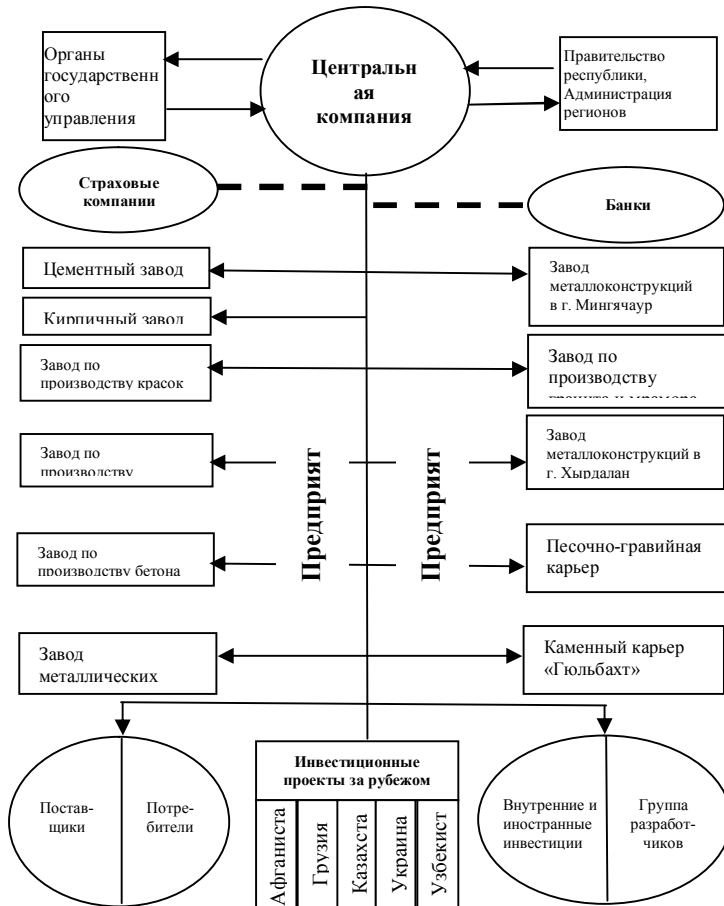 Органы
государственн
ого
управления
Центральн
ая
компания
Правительство
республики,
Администрация
регионов
Страховые
компании
Банки
Цементный завод
Завод
металлоконструкций
в г. Мингячаур
Кирпичный завод
Завод по
производству красок
Завод по
производству
гранита и мрамора
Завод по
производству
Предприят
Предприят
Завод
металлоконструкций в
г. Хырдалан
Завод по
производству бетона
Песочно-гравийная
карьер
Завод
металлических
Каменный карьер
«Гюльбахт»
Постав-
щики
Потре-
бители
Инвестиционные
проекты за рубежом
Афганиста
Грузия
Казахста
Украина
Узбекист
Внутренние и
иностранные
инвестиции
Группа
разработ-
чиков